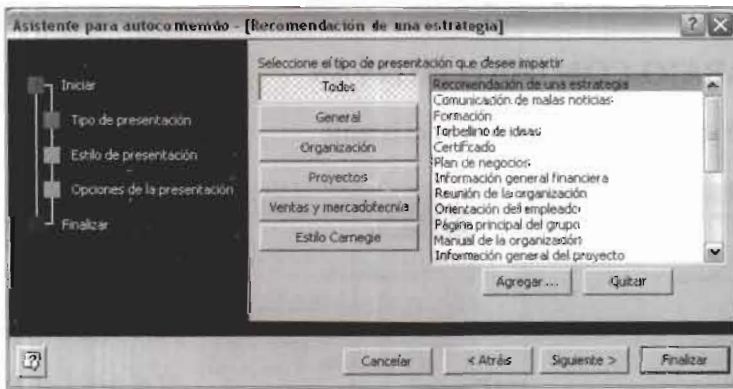 Asistente para autocontenido - [Recomendación de una estrategia]
Iniciar
Tipo de presentación
Estilo de presentación
Opciones de la presentación
Finalizar
Seleccione el tipo de presentación que desee impartir
Todos
General
Organización
Proyectos
Ventas y mercadotecnia
Estilo Carnegie
Recomendación de una estrategia
Comunicación de malas noticias
Formación
Torbellino de ideas
Certificado
Plan de negocios
Información general financiera
Reunión de la organización
Orientación del empleado
Página principal del grupo
Manual de la organización
Información general del proyecto
Agregar ...
Quitar
Cancelar
< Atrás
Siguiente >
Finalizar